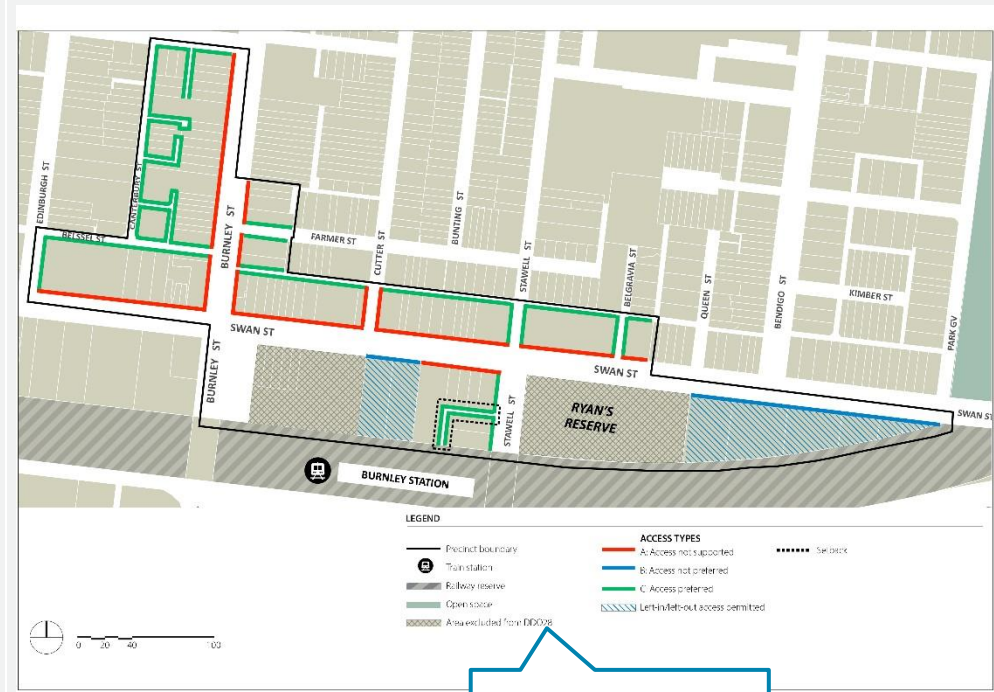 EDINBURGH ST
CANTERBURY ST
BURNLEY ST
BELSSEL ST
FARMER ST
CUTTER ST
BUNTING ST
STAWELL ST
BELGRAVIA ST
QUEEN ST
BENDIGO ST
KIMBER ST
PARK GV
SWAN ST
SWAN ST
SWAN ST
BURNLEY ST
STAWELL ST
RYAN'S
RESERVE
BURNLEY STATION
LEGEND
Precinct boundary
Train station
Railway reserve
Open space
Area excluded from DDO28
ACCESS TYPES
A: Access not supported
B: Access not preferred
C: Access preferred
Left-in/left-out access permitted
Setback
0 20 40 100